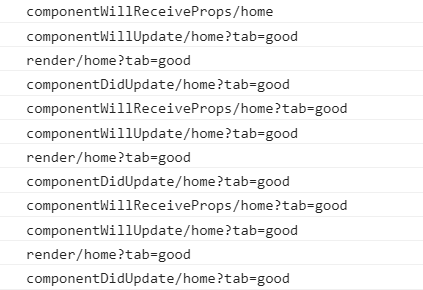 componentWillReceiveProps/home
componentWillUpdate/home?tab=good
render/home?tab=good
componentDidUpdate/home?tab=good
componentWillReceiveProps/home?tab=good
componentWillUpdate/home?tab=good
render/home?tab=good
componentDidUpdate/home?tab=good
componentWillReceiveProps/home?tab=good
componentWillUpdate/home?tab=good
render/home?tab=good
componentDidUpdate/home?tab=good